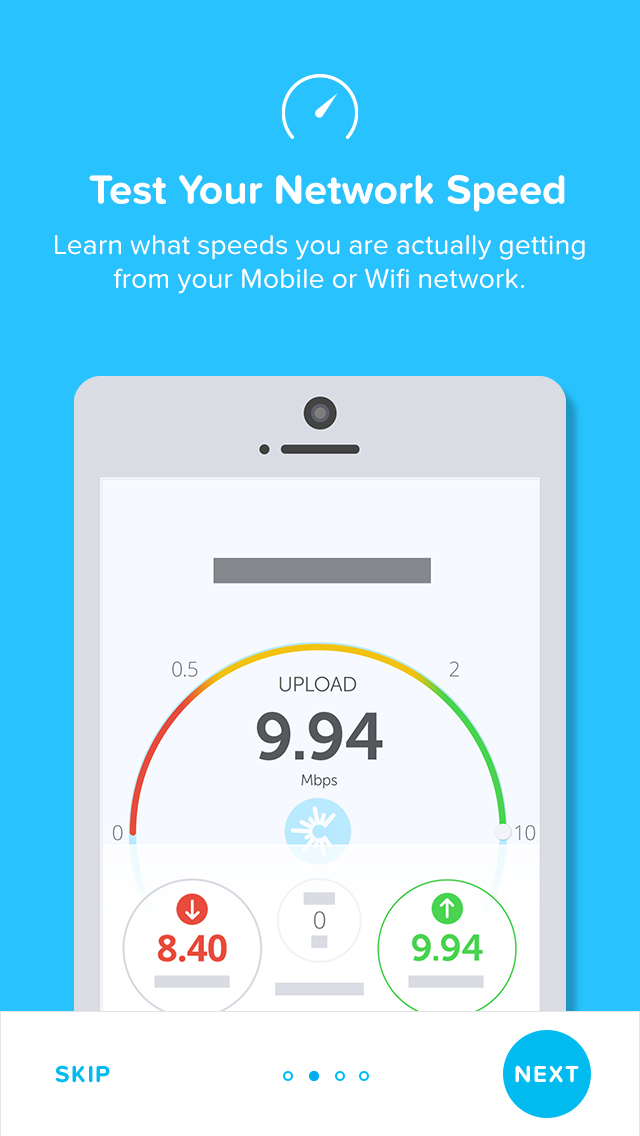 Test Your Network Speed
Learn what speeds you are actually getting
from your Mobile or Wifi network.
0.5
2
UPLOAD
9.94
Mbps
0
10
0
8.40
9.94
SKIP
NEXT